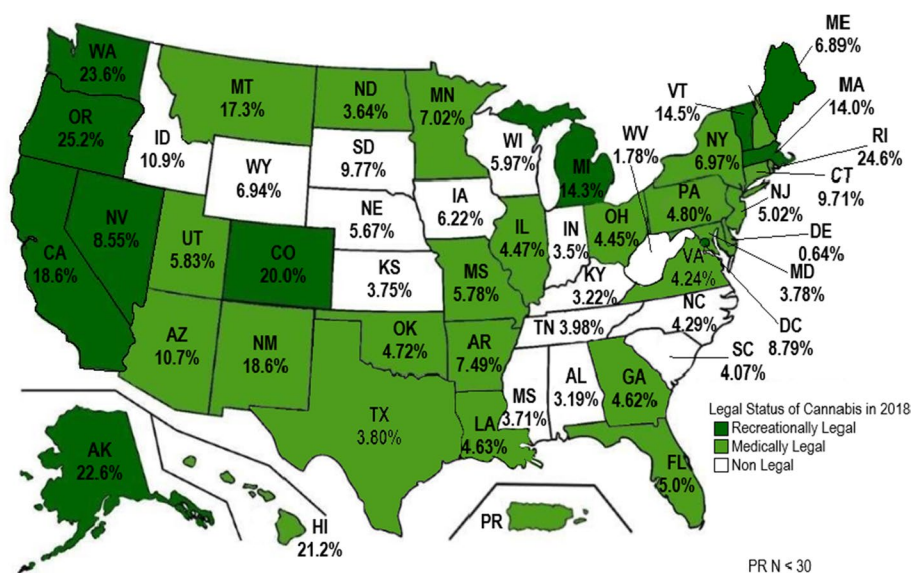 WA
23.6%
OR
25.2%
CA
18.6%
NV
8.55%
ID
10.9%
MT
17.3%
WY
6.94%
UT
5.83%
CO
20.0%
AZ
10.7%
NM
18.6%
ND
3.64%
SD
9.77%
NE
5.67%
KS
3.75%
OK
4.72%
TX
3.80%
MN
7.02%
IA
6.22%
MS
5.78%
AR
7.49%
LA
4.63%
WI
5.97%
IL
4.47%
MI
14.3%
IN
3.5%
OH
4.45%
KY
3.22%
TN 3.98%
MS
3.71%
AL
3.19%
GA
4.62%
FL
5.0%
SC
4.07%
NC
4.29%
VA
4.24%
WV
1.78%
PA
4.80%
NY
6.97%
VT
14.5%
ME
6.89%
MA
14.0%
RI
24.6%
CT
9.71%
NJ
5.02%
DE
0.64%
MD
3.78%
DC
8.79%
AK
22.6%
HI
21.2%
PR
Legal Status of Cannabis in 2018
Recreationally Legal
Medically Legal
Non Legal
PR N < 30